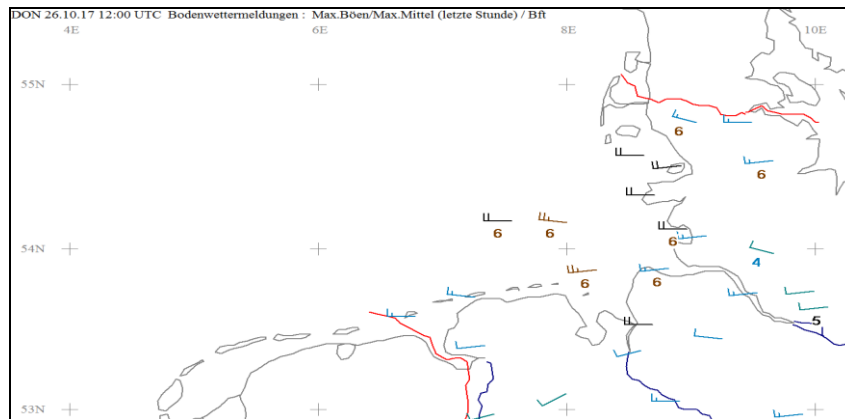 DON 26.10.17 12:00 UTC Bodenwettermeldungen : Max.Böen/Max.Mittel (letzte Stunde) / Bft
4E 6E 8E 10E
55N
6
6
6 6 6
54N
4
6 6
5
53N